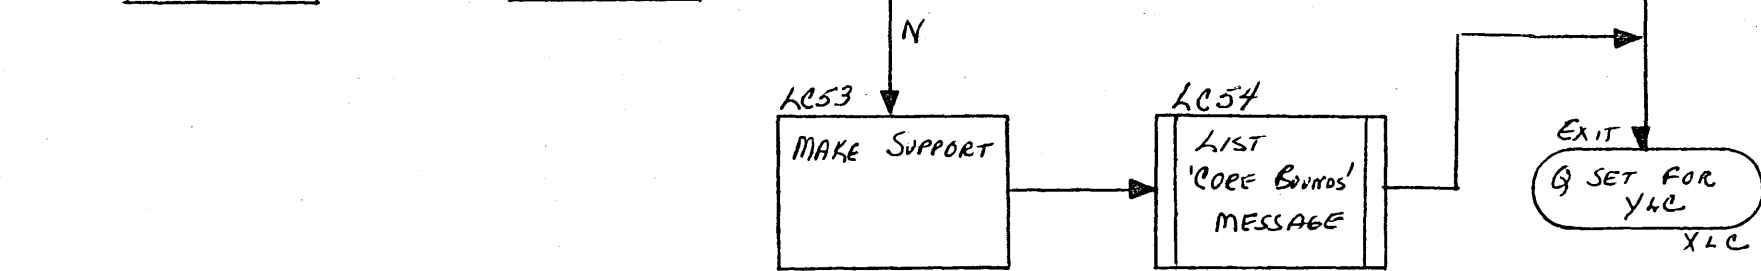 N
LC53
MAKE SUPPORT
LC54
LIST
'CORE BOUNDS'
MESSAGE
EXIT
Q SET FOR
YLC
XLC